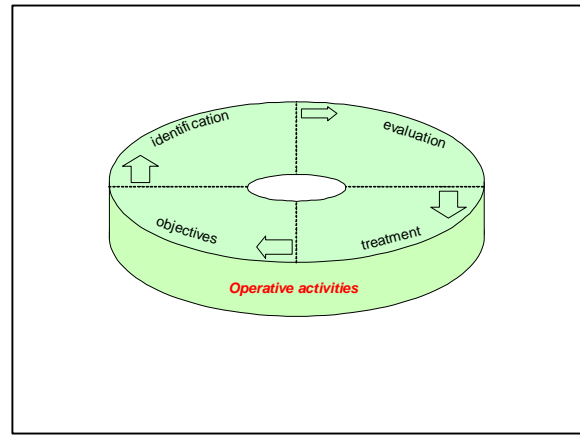 identification
evaluation
objectives
treatment
Operative activities